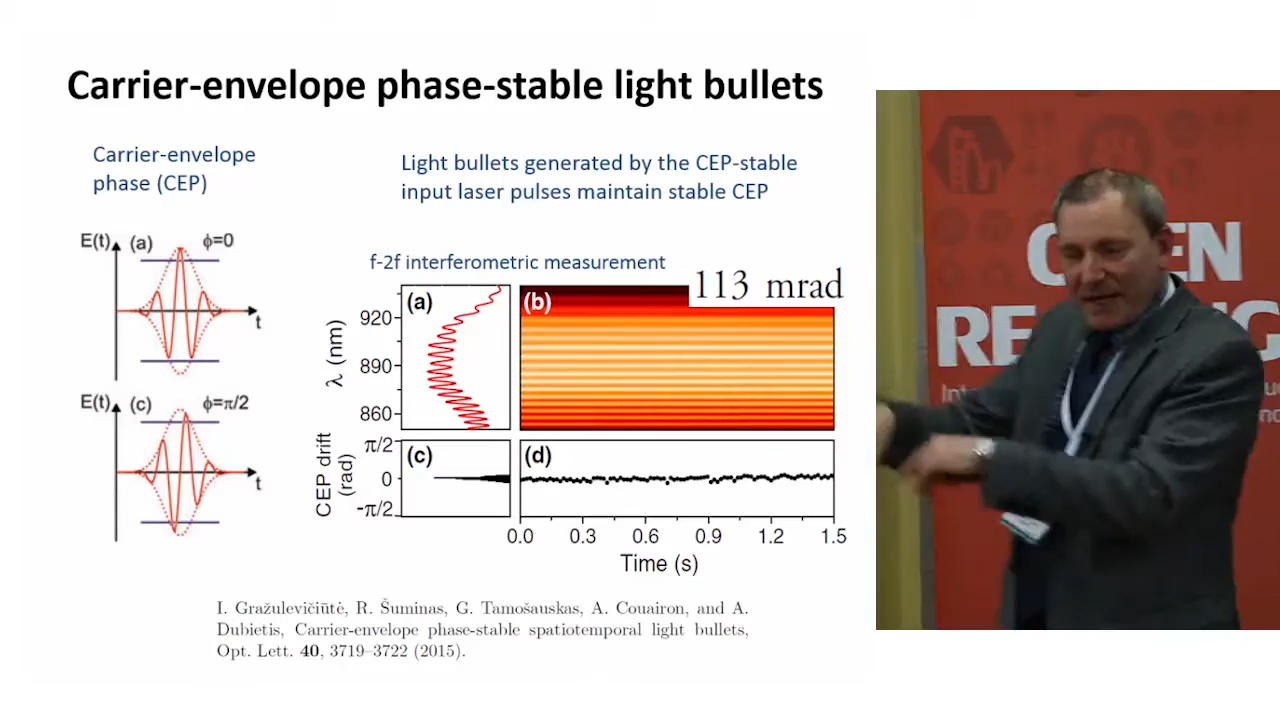 Carrier-envelope phase-stable light bullets
Carrier-envelope
phase (CEP)
E(t)
(a)
ϕ=0
t
E(t)
(c)
ϕ=π/2
t
Light bullets generated by the CEP-stable
input laser pulses maintain stable CEP
f-2f interferometric measurement
113 mrad
(a)
(b)
λ (nm)
920
890
860
CEP drift
(rad)
π/2
0
-π/2
(c)
(d)
0.0 0.3 0.6 0.9 1.2 1.5
Time (s)
I. Gražulevičiūtė, R. Šuminas, G. Tamošauskas, A. Couairon, and A.
Dubietis, Carrier-envelope phase-stable spatiotemporal light bullets,
Opt. Lett. 40, 3719–3722 (2015).